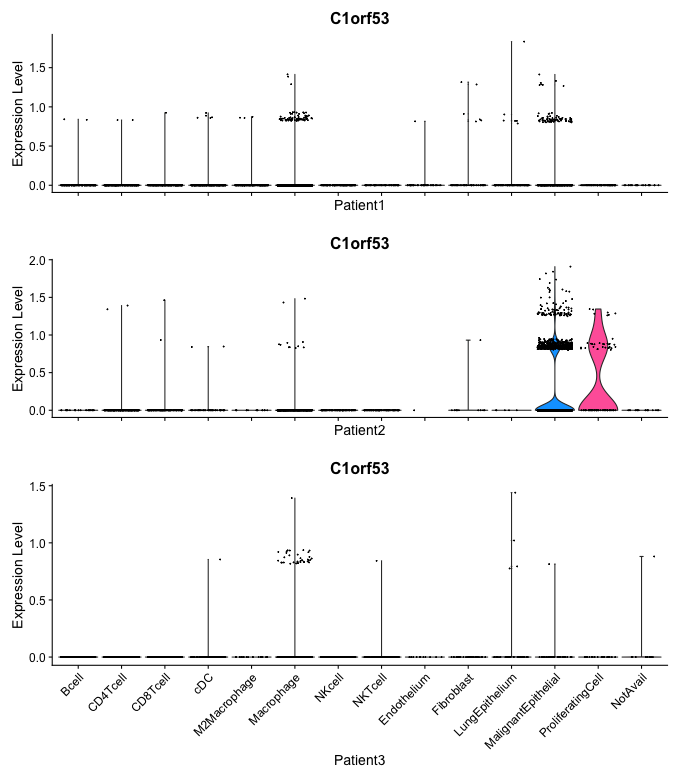 C1orf53
Expression Level
1.5
1.0
0.5
0.0
Patient1
C1orf53
Expression Level
2.0
1.5
1.0
0.5
0.0
Patient2
C1orf53
Expression Level
1.5
1.0
0.5
0.0
Bcell
CD4Tcell
CD8Tcell
cDC
M2Macrophage
Macrophage
NKcell
NKTcell
Endothelium
Fibroblast
LungEpithelium
MalignantEpithelial
ProliferatingCell
NotAvail
Patient3